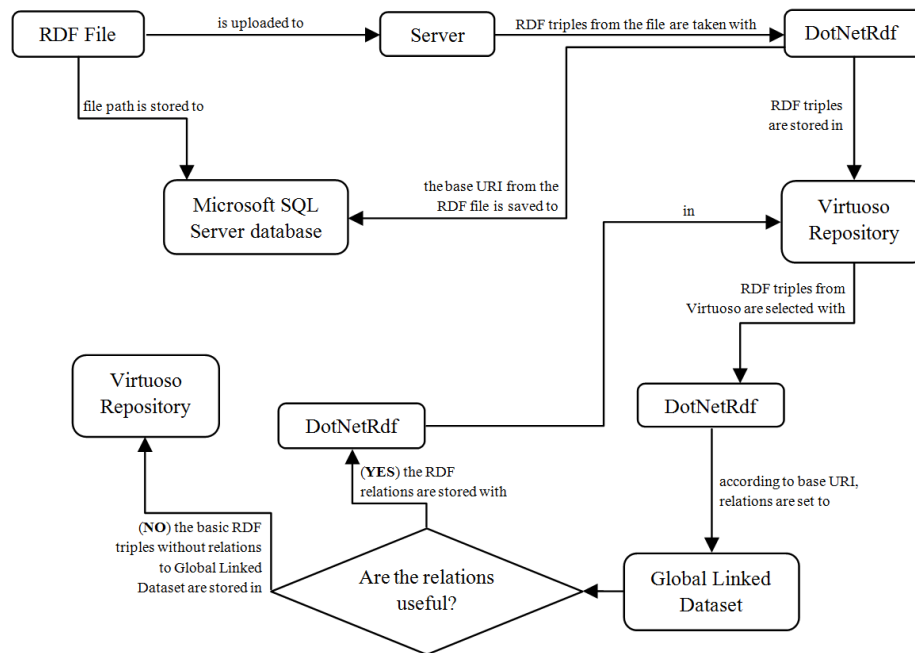 RDF File
is uploaded to
Server
RDF triples from the file are taken with
DotNetRdf
file path is stored to
RDF triples
are stored in
Microsoft SQL
Server database
the base URI from the
RDF file is saved to
in
Virtuoso
Repository
RDF triples from
Virtuoso are selected with
Virtuoso
Repository
DotNetRdf
DotNetRdf
(YES) the RDF
relations are stored with
according to base URI,
relations are set to
(NO) the basic RDF
triples without relations
to Global Linked
Dataset are stored in
Are the relations
useful?
Global Linked
Dataset